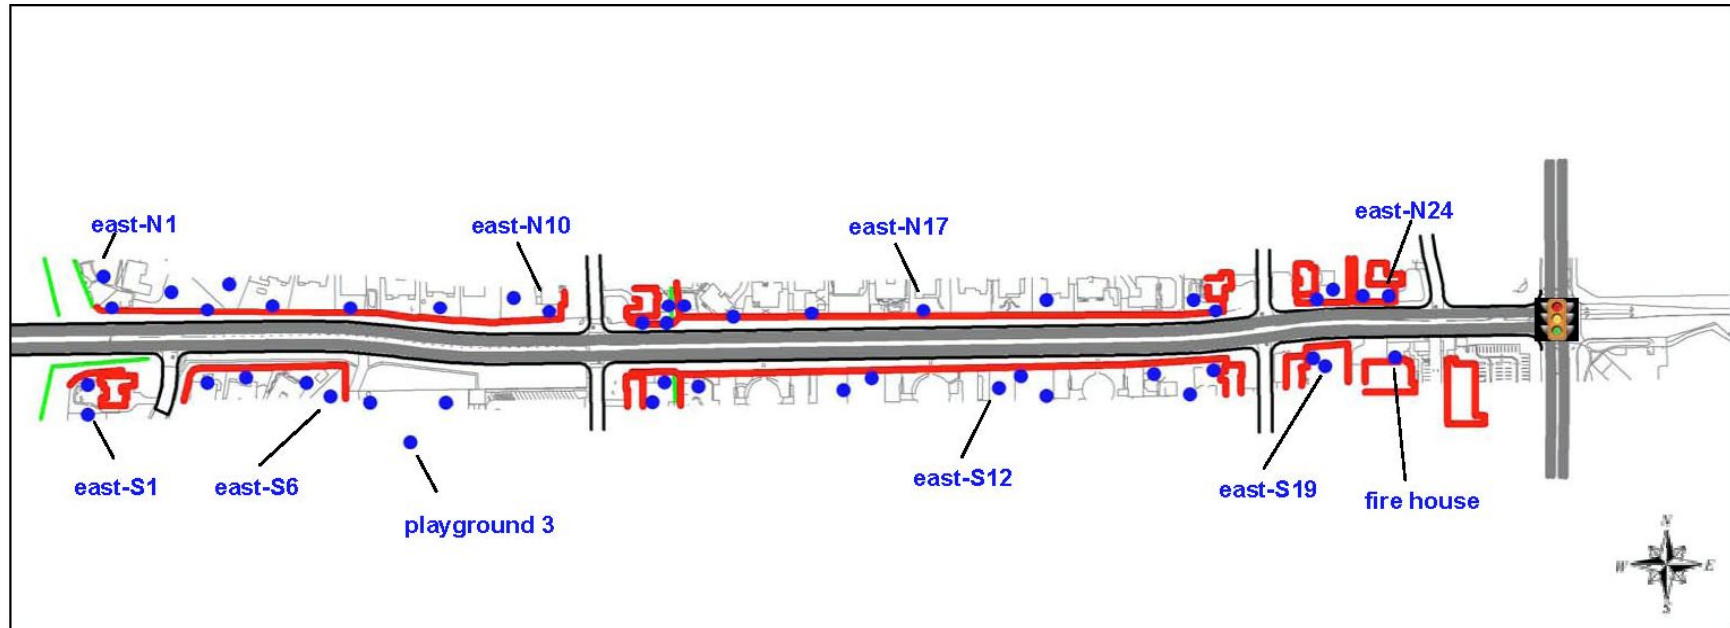 east-N1
east-N10
east-N17
east-N24
east-S1
east-S6
playground 3
east-S12
east-S19
fire house
N
W
E
S